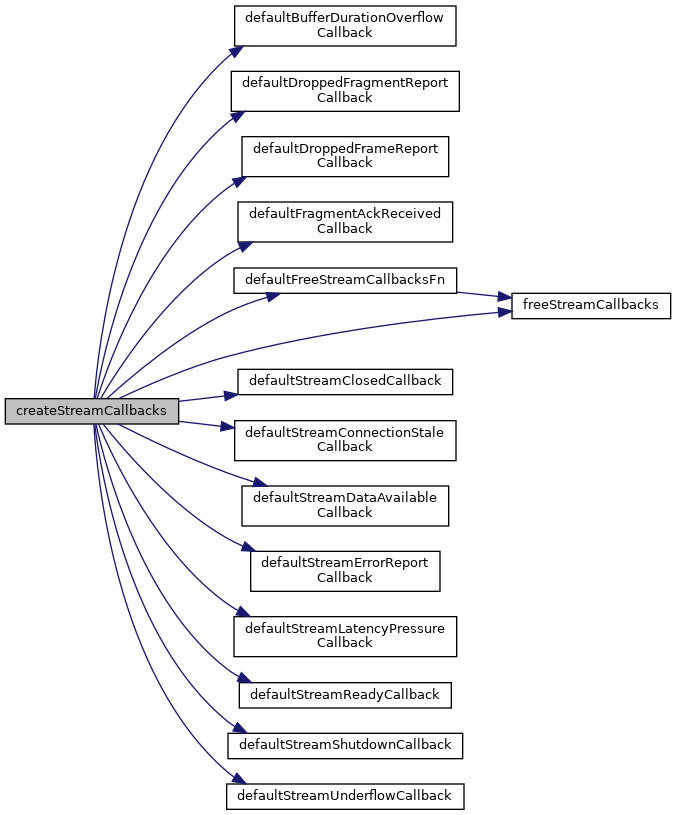 defaultBufferDurationOverflow
Callback
defaultDroppedFragmentReport
Callback
defaultDroppedFrameReport
Callback
defaultFragmentAckReceived
Callback
defaultFreeStreamCallbacksFn
freeStreamCallbacks
defaultStreamClosedCallback
createStreamCallbacks
defaultStreamConnectionStale
Callback
defaultStreamDataAvailable
Callback
defaultStreamErrorReport
Callback
defaultStreamLatencyPressure
Callback
defaultStreamReadyCallback
defaultStreamShutdownCallback
defaultStreamUnderflowCallback